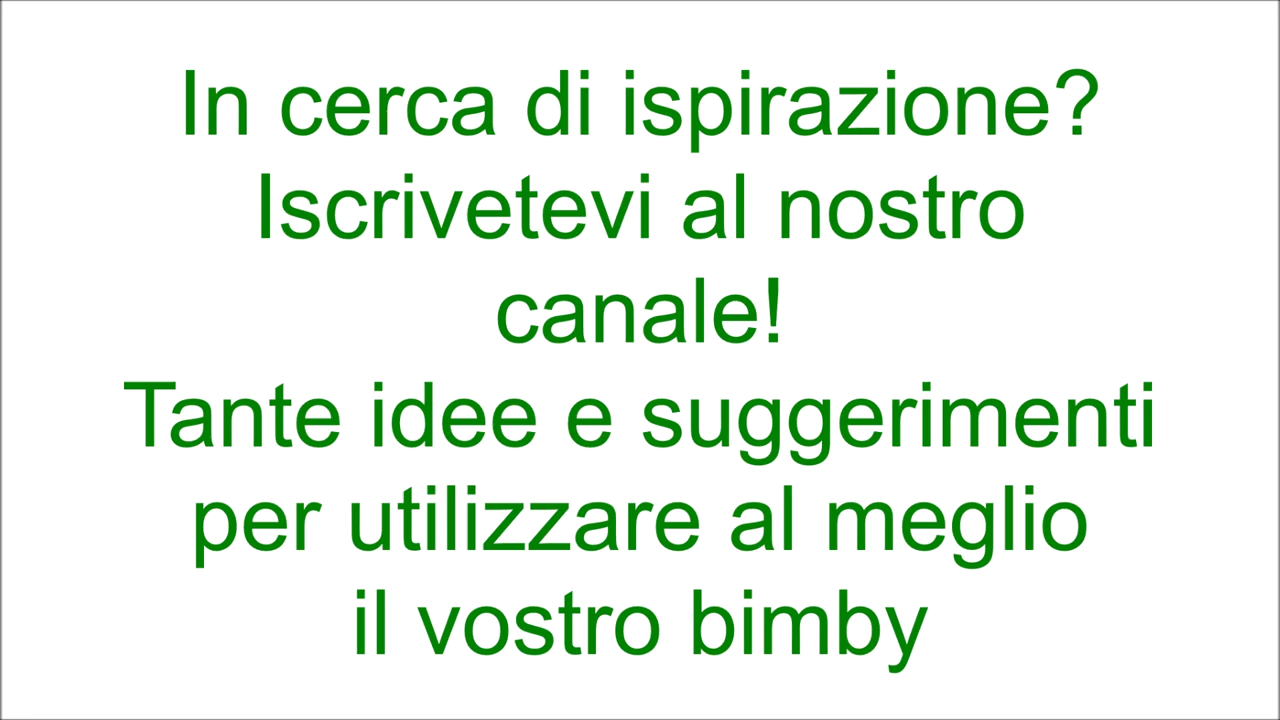 In cerca di ispirazione?
Iscrivetevi al nostro
canale!
Tante idee e suggerimenti
per utilizzare al meglio
il vostro bimby